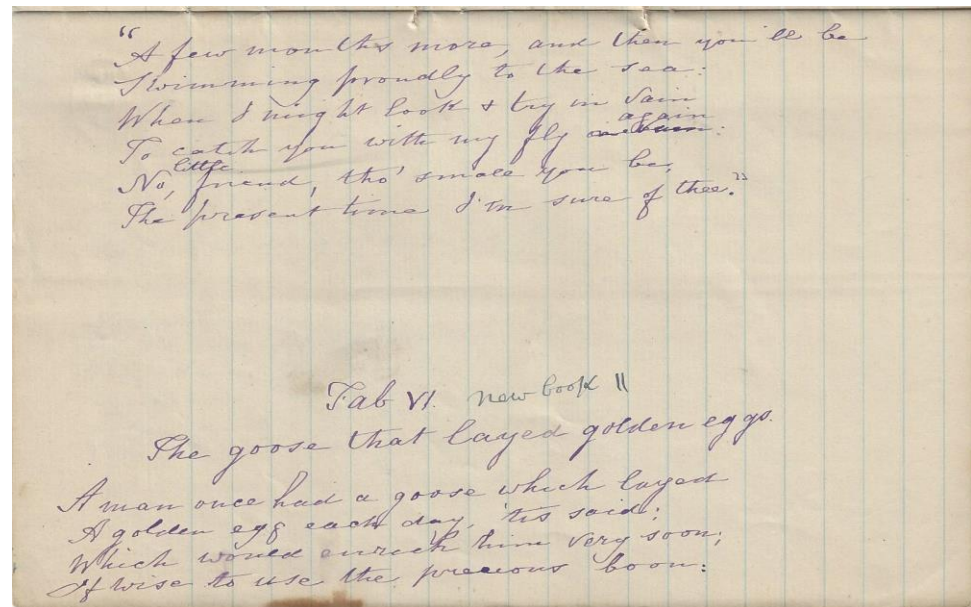 "A few months more, and then you'll be
Swimming proudly to the sea:
When I might look & try in vain
To catch you with my fly again:
No, little friend, tho' small you be,
The present time I'm sure of thee."
Fab VI. new book 11
The goose that layed golden eggs.
A man once had a goose which layed
A golden egg each day, 'tis said;
Which would enrich him very soon;
If wise to use the precious boon: